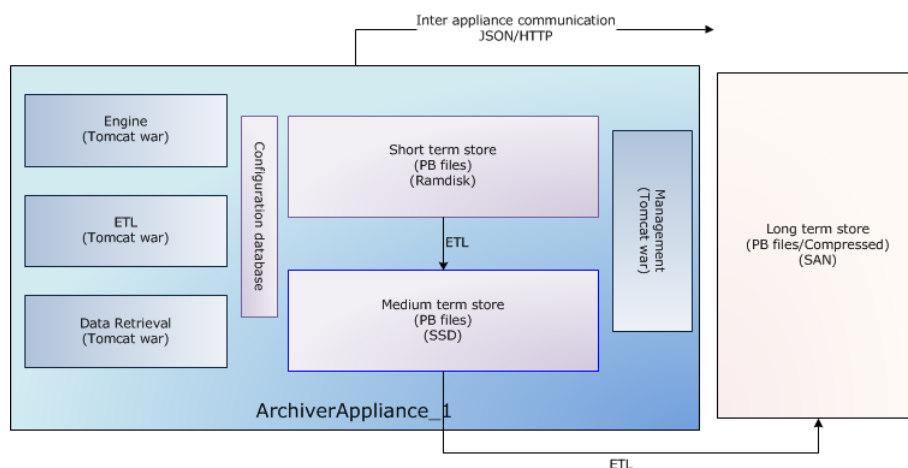 Inter appliance communication
JSON/HTTP
Engine
(Tomcat war)
ETL
(Tomcat war)
Data Retrieval
(Tomcat war)
Configuration database
Short term store
(PB files)
(Ramdisk)
ETL
Medium term store
(PB files)
(SSD)
Management
(Tomcat war)
ArchiverAppliance_1
Long term store
(PB files/Compressed)
(SAN)
ETL